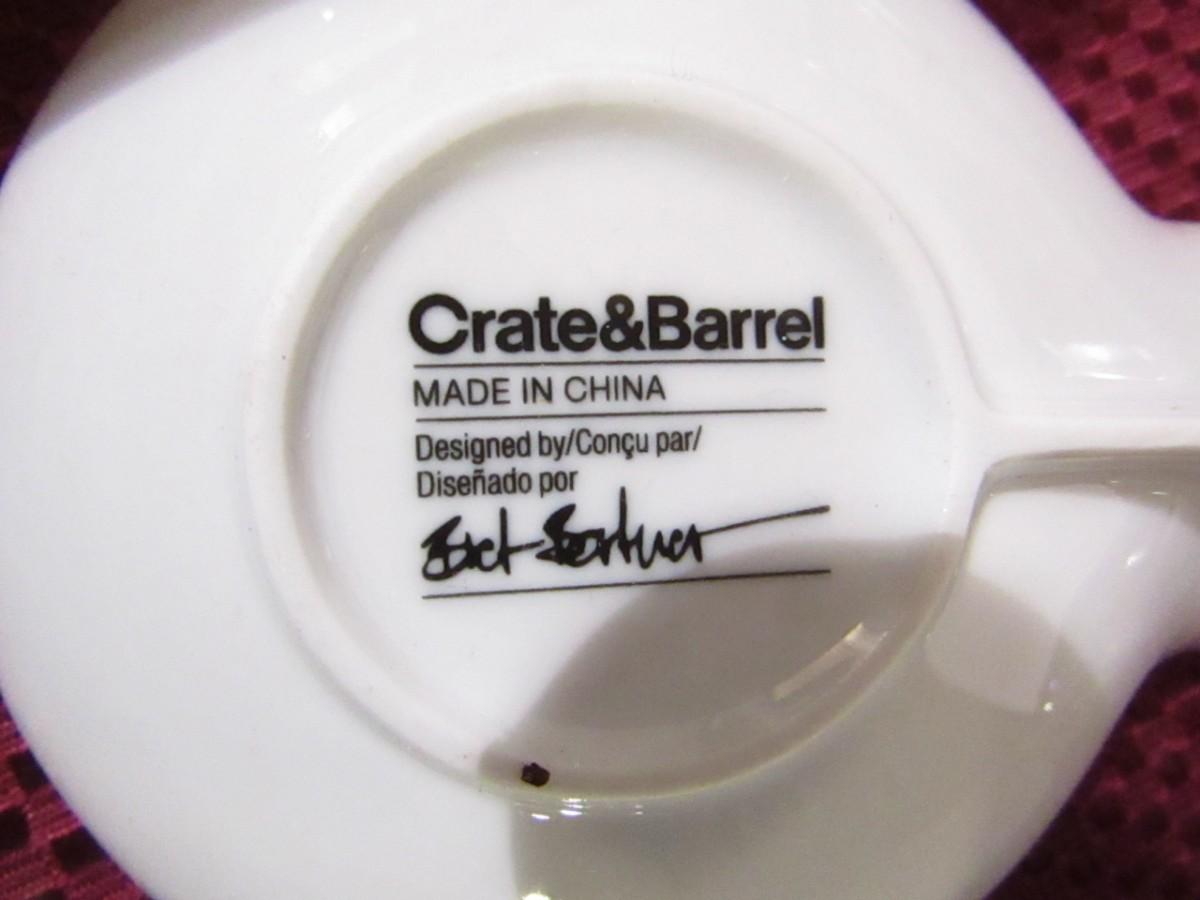 Crate&Barrel
MADE IN CHINA
Designed by/Conçu par/
Diseñado por